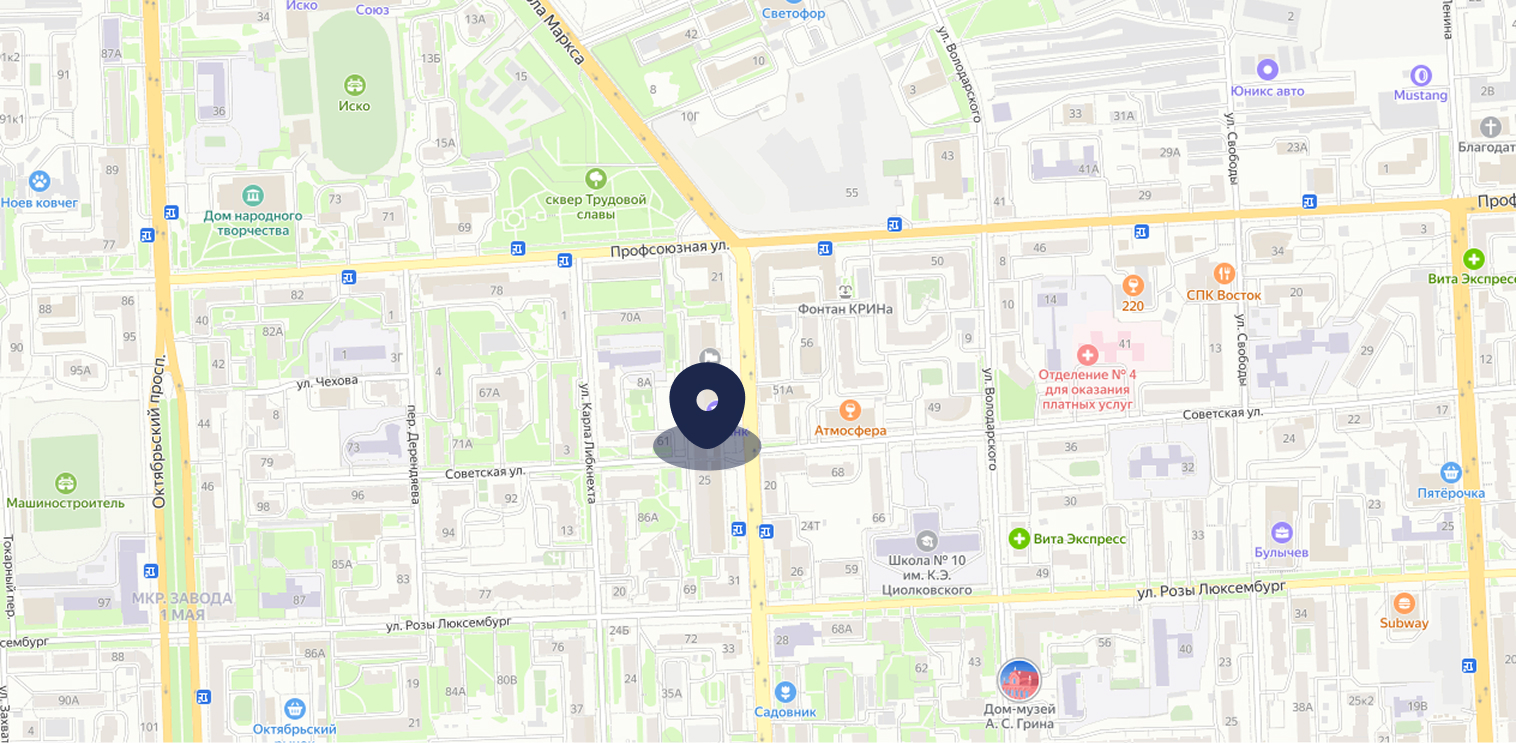 Иско
Союз
34
ла Маркса
Светофор
ул. Володарского
2
Ленина
13А
42
87А
91
13Б
15
10
8
3
Иско
36
10Г
33
31А
Юникс авто
Mustang
2В
91к1
15А
ул. Свободы
Благодат
89
43
29А
23А
41А
1
Ноев ковчег
Дом народного
творчества
73
71
69
сквер Трудовой
славы
55
41
29
77
Профсоюзная ул.
Проф
46
34
3
86
82
78
21
50
8
Вита Экспресс
88
40
1
1
70А
Фонтан КРИНа
10
14
220
СПК Восток
20
90
95
82А
1
3Г
56
9
13
41
29
12
95А
42
ул. Чехова
4
67А
8А
51А
Отделение № 4
для оказания
платных услуг
ул. Свободы
Октябрьский просп.
8
44
пер. Дерендяева
ул. Карла Либкнехта
Атмосфера
49
ул. Володарского
Советская ул.
73
71А
3
61
нк
36
24
79
Советская ул.
68
32
Машиностроитель
46
96
92
25
20
30
Пятёрочка
98
94
13
86А
24Т
66
23
25
Школа № 10
им. К.Э.
Циолковского
Вита Экспресс
33
Булычев
Токарный пер.
85А
83
31
26
59
49
97
МКР. ЗАВОДА
1 МАЯ
87
77
20
69
ул. Розы Люксембург
сембург
ул. Розы Люксембург
24Б
72
33
28
68А
34
Subway
88
86А
76
56
40
19
84А
80В
24
35А
62
43
90А
4
101
Октябрьский
21
37
Садовник
Дом-музей
А. С. Грина
38
18
25к2
19В
ул. Захват